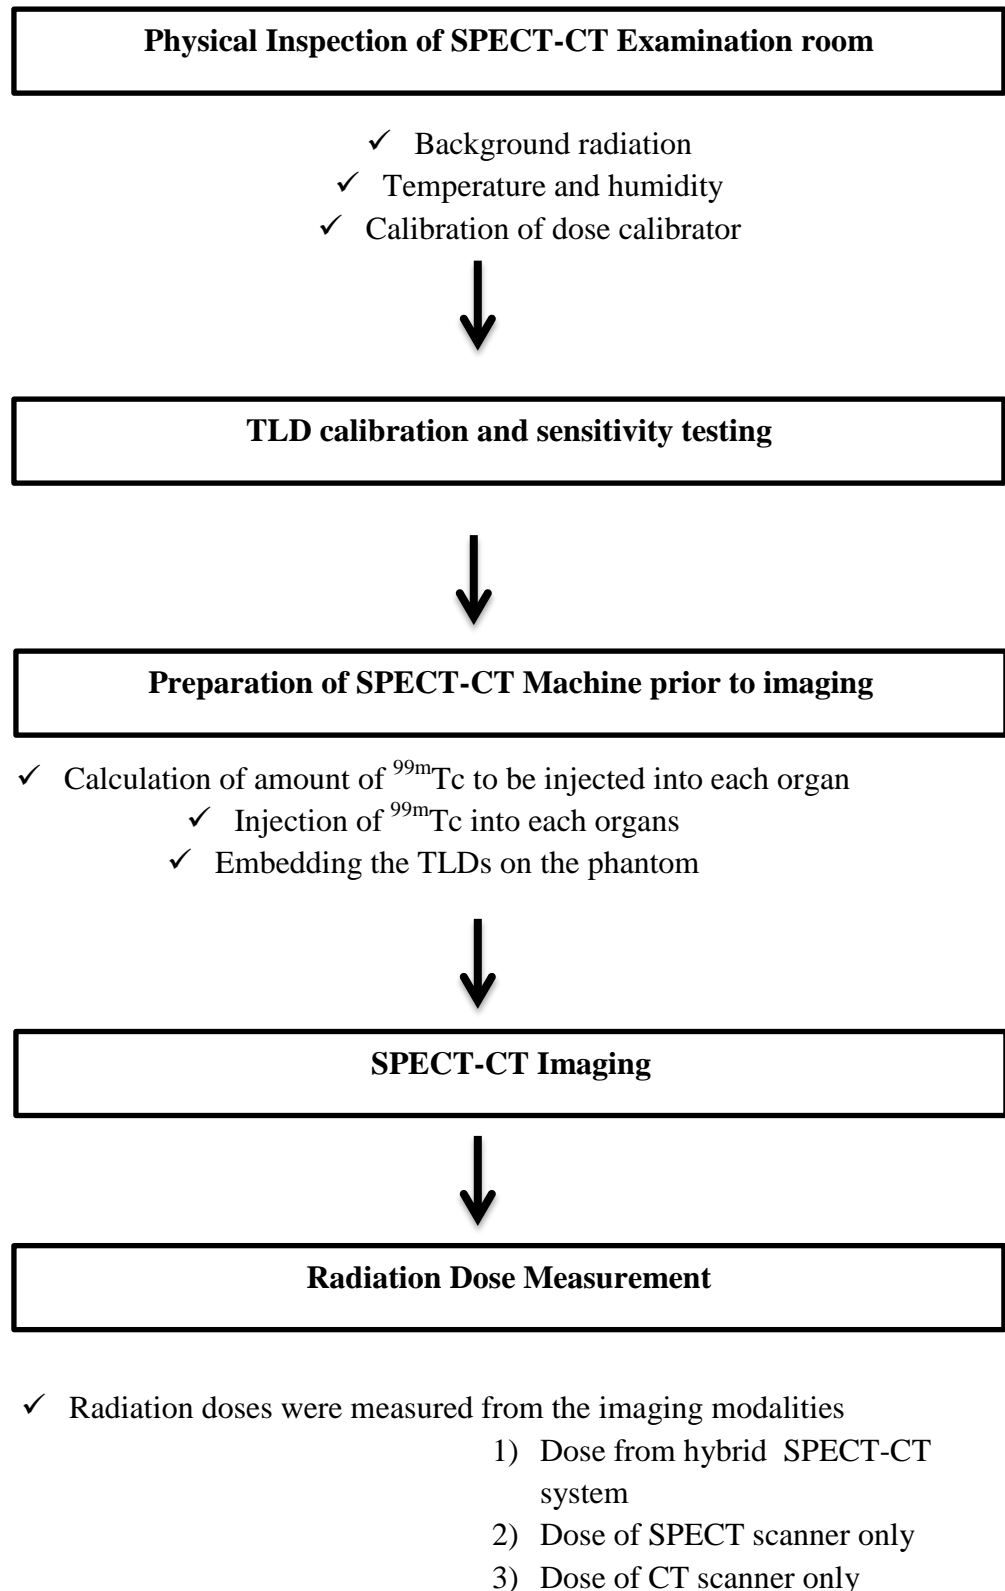 Physical Inspection of SPECT-CT Examination room
✓ Background radiation
✓ Temperature and humidity
✓ Calibration of dose calibrator
TLD calibration and sensitivity testing
Preparation of SPECT-CT Machine prior to imaging
✓ Calculation of amount of ⁹⁹ᵐTc to be injected into each organ
✓ Injection of ⁹⁹ᵐTc into each organs
✓ Embedding the TLDs on the phantom
SPECT-CT Imaging
Radiation Dose Measurement
✓ Radiation doses were measured from the imaging modalities
1) Dose from hybrid SPECT-CT
system
2) Dose of SPECT scanner only
3) Dose of CT scanner only